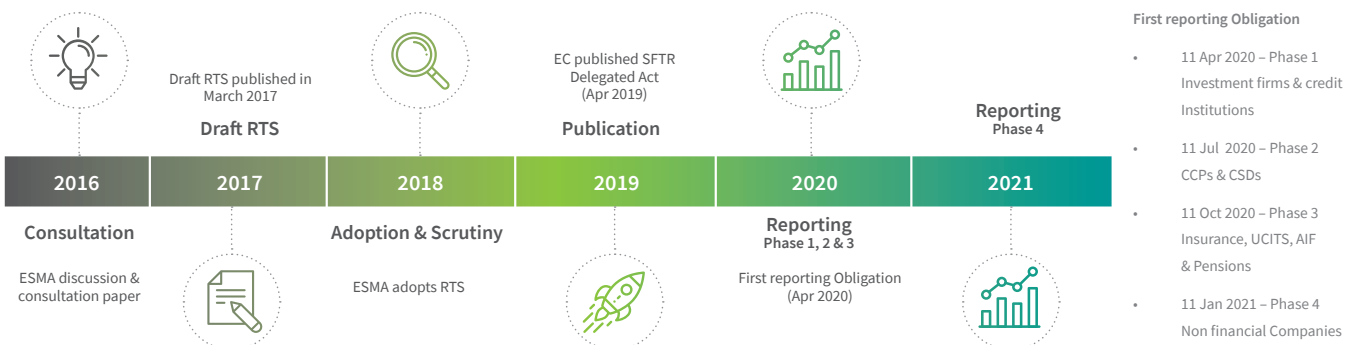 2016
Consultation
ESMA discussion &
consultation paper
Draft RTS published in
March 2017
Draft RTS
2017
2018
Adoption & Scrutiny
ESMA adopts RTS
EC published SFTR
Delegated Act
(Apr 2019)
Publication
2019
2020
Reporting
Phase 1, 2 & 3
First reporting Obligation
(Apr 2020)
Reporting
Phase 4
2021
First reporting Obligation
• 11 Apr 2020 – Phase 1
Investment firms & credit
Institutions
• 11 Jul 2020 – Phase 2
CCPs & CSDs
• 11 Oct 2020 – Phase 3
Insurance, UCITS, AIF
& Pensions
• 11 Jan 2021 – Phase 4
Non financial Companies